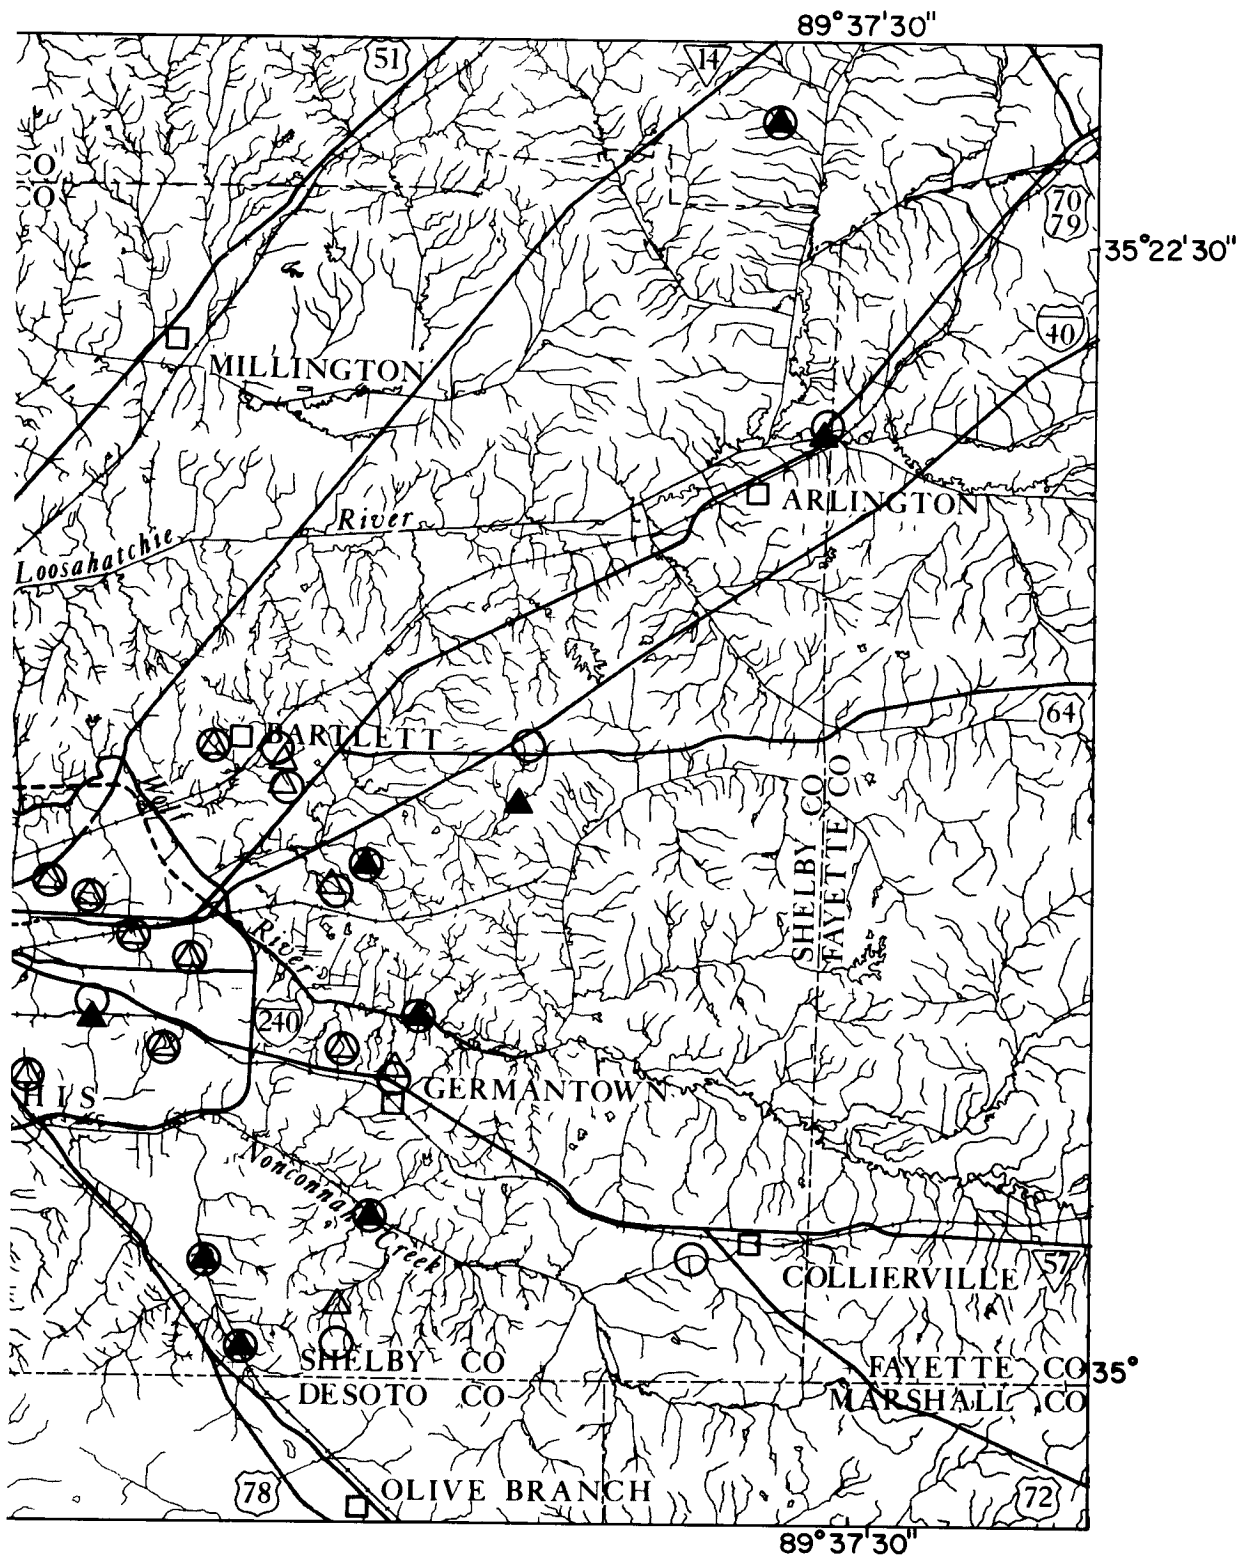 89°37'30"
51
14
CO
CO
70
79
35°22'30"
40
MILLINGTON
ARLINGTON
River
Loosahatchie
64
BARTLETT
Wolf
SHELBY CO
FAYETTE CO
River
240
GERMANTOWN
HIS
Nonconnah Creek
57
COLLIERVILLE
SHELBY CO
DESOTO CO
FAYETTE CO
MARSHALL CO
35°
78
OLIVE BRANCH
72
89°37'30"